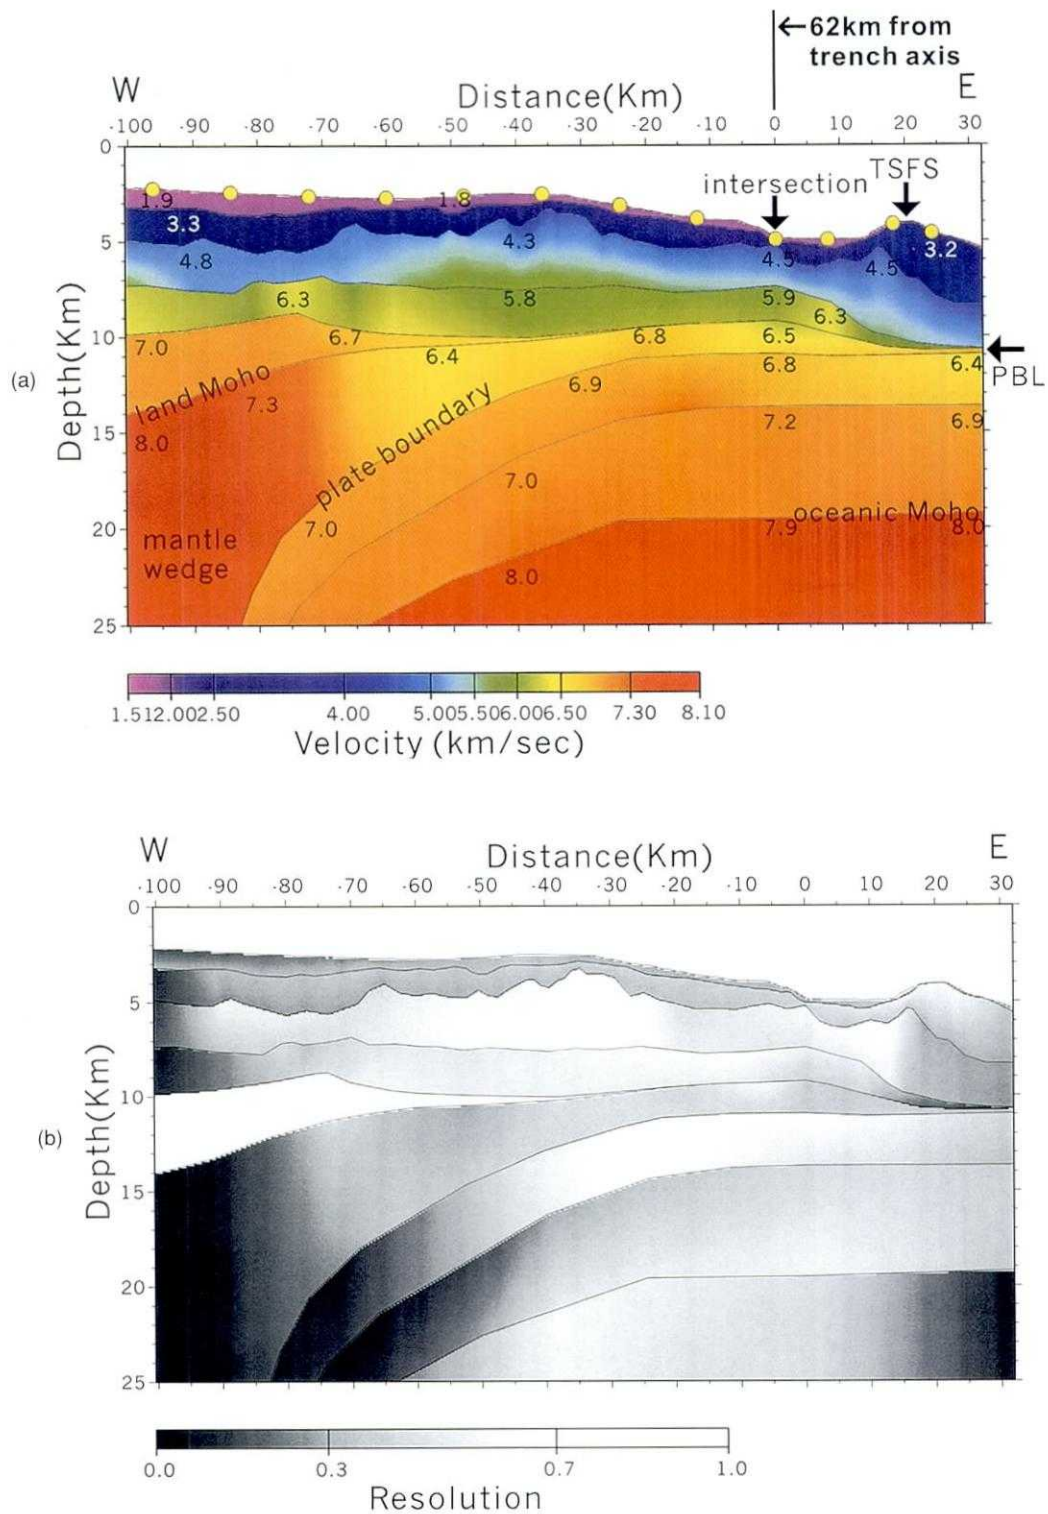 ←62km from
trench axis
W Distance(Km) E
-100 -90 -80 -70 -60 -50 -40 -30 -20 -10 0 10 20 30
0
intersection TSFS
1.9 1.8
3.3 4.3 3.2
5
4.8 4.5 4.5
6.3 5.8 5.9 6.3
10
7.0 6.7 6.4 6.8 6.5 6.4
PBL
6.8
(a)
Depth(Km)
land Moho 7.3 6.9 7.2 6.9
8.0
15
plate boundary
7.0
7.0
oceanic Moho
7.9 8.0
20
mantle
wedge
8.0
25
1.51 2.00 2.50 4.00 5.00 5.50 6.00 6.50 7.30 8.10
Velocity (km/sec)
W Distance(Km) E
-100 -90 -80 -70 -60 -50 -40 -30 -20 -10 0 10 20 30
0
5
10
(b)
Depth(Km)
15
20
25
0.0 0.3 0.7 1.0
Resolution